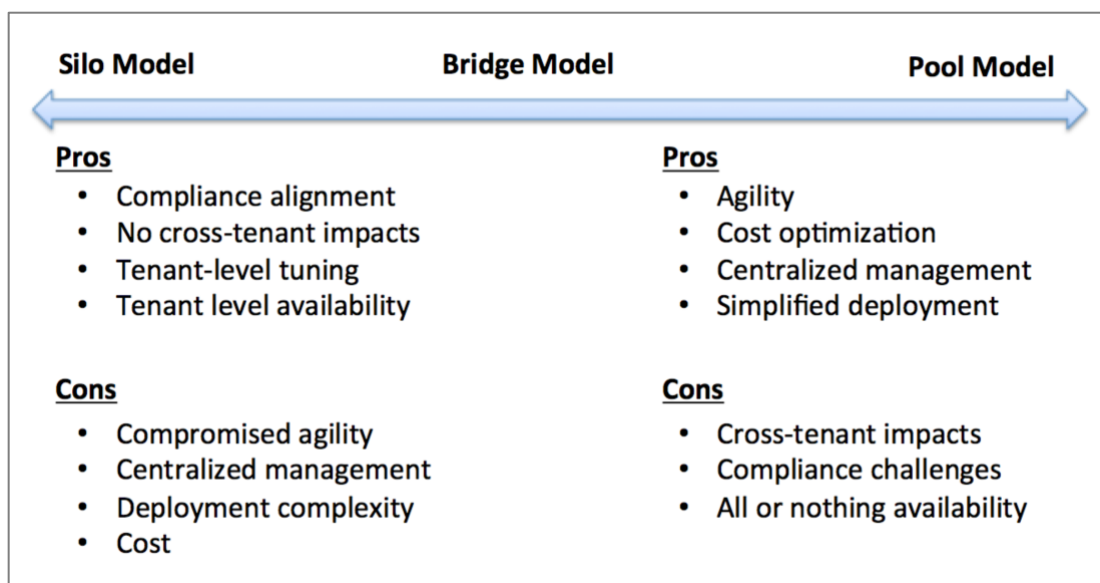 Silo Model
Bridge Model
Pool Model
Pros
• Compliance alignment
• No cross-tenant impacts
• Tenant-level tuning
• Tenant level availability
Cons
• Compromised agility
• Centralized management
• Deployment complexity
• Cost
Pros
• Agility
• Cost optimization
• Centralized management
• Simplified deployment
Cons
• Cross-tenant impacts
• Compliance challenges
• All or nothing availability